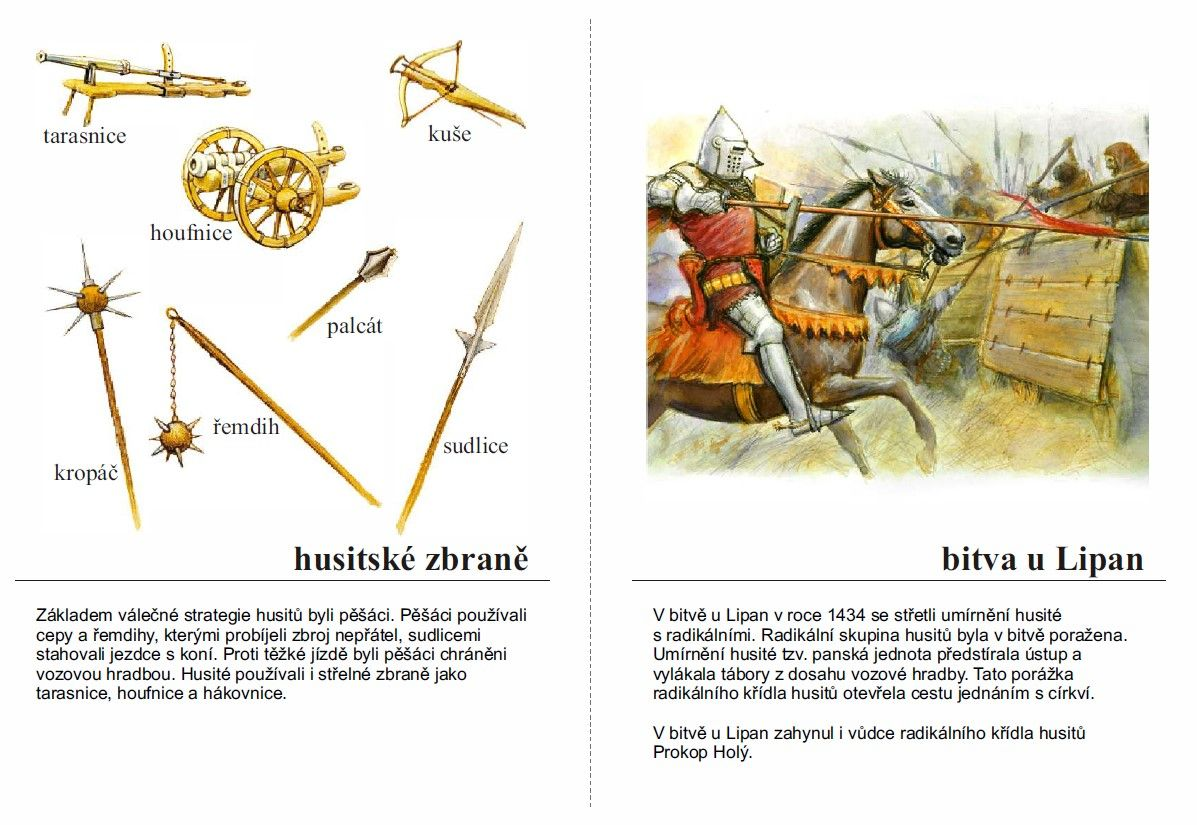 tarasnice
kuše
houfnice
palcát
řemdih
sudlice
kropáč
husitské zbraně
Základem válečné strategie husitů byli pěšáci. Pěšáci používali
cepy a řemdihy, kterými probíjeli zbroj nepřátel, sudlicemi
stahovali jezdce s koní. Proti těžké jízdě byli pěšáci chráněni
vozovou hradbou. Husité používali i střelné zbraně jako
tarasnice, houfnice a hákovnice.
bitva u Lipan
V bitvě u Lipan v roce 1434 se střetli umírnění husité
s radikálními. Radikální skupina husitů byla v bitvě poražena.
Umírnění husité tzv. panská jednota předstírala ústup a
vylákala tábory z dosahu vozové hradby. Tato porážka
radikálního křídla husitů otevřela cestu jednáním s církví.
V bitvě u Lipan zahynul i vůdce radikálního křídla husitů
Prokop Holý.